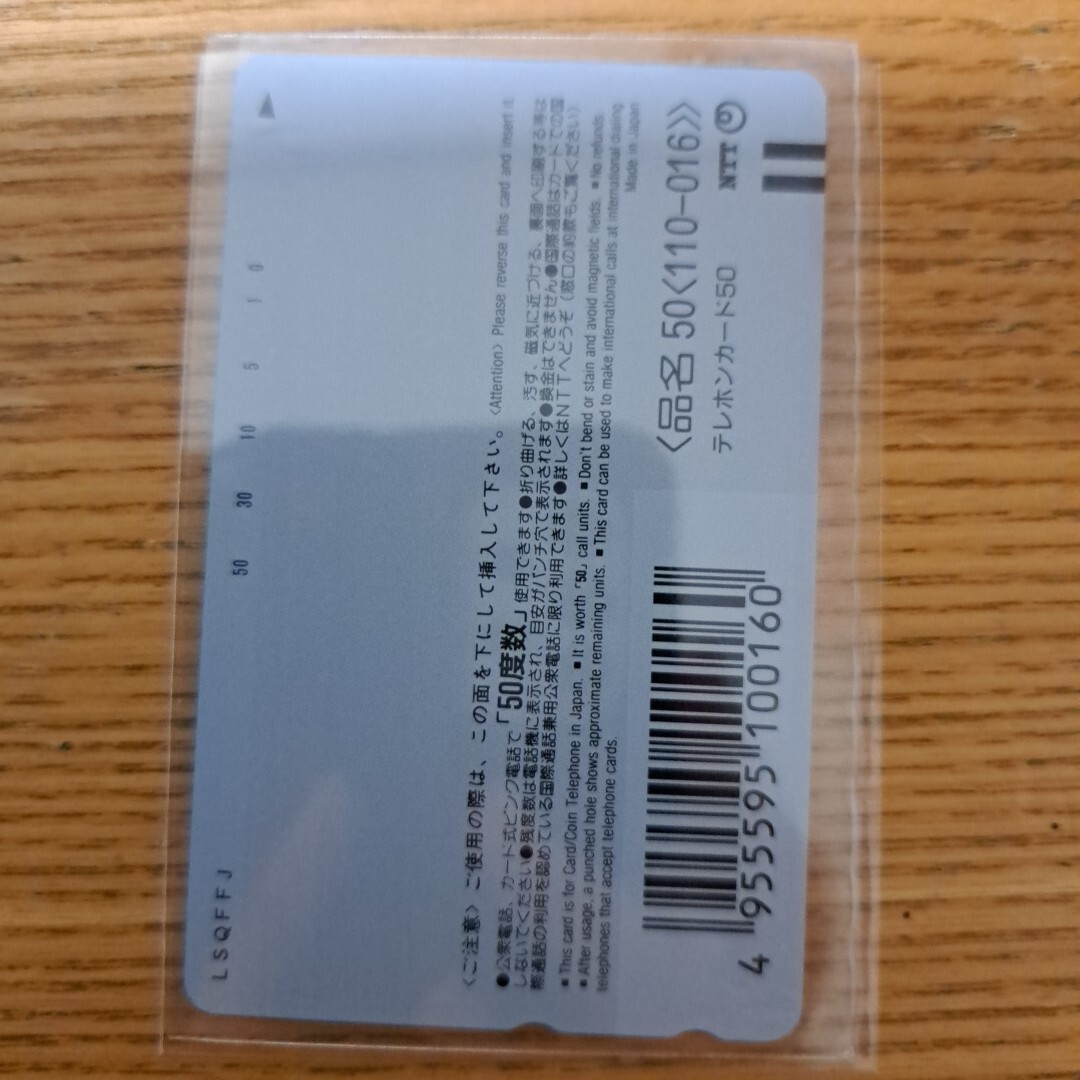 LSQFFJ
50 30 10 5 1 0
〈ご注意〉ご使用の際は、この面を下にして挿入して下さい。〈Attention〉Please reverse this card and insert it
●公衆電話、カード式ピンク電話で「50度数」使用できます●折り曲げる、汚す、磁気に近づける、裏面へ印刷する等は
しないでください●残度数は電話機に表示され、目安がパンチ穴で表示されます●換金はできません●国際通話はカードでの国
際通話の利用を認めている国際通話兼用公衆電話に限り利用できます●詳しくはNTTへどうぞ(窓口の約款もご覧ください)。
■This card is for Card/Coin Telephone in Japan. ■It is worth「50」call units. ■Don't bend or stain and avoid magnetic fields. ■No refunds.
■After usage, a punched hole shows approximate remaining units. ■This card can be used to make international calls at international dialing
telephones that accept telephone cards. Made in Japan
〈品名 50〈110-016〉〉
テレホンカード50
NTT
4 955595 100160